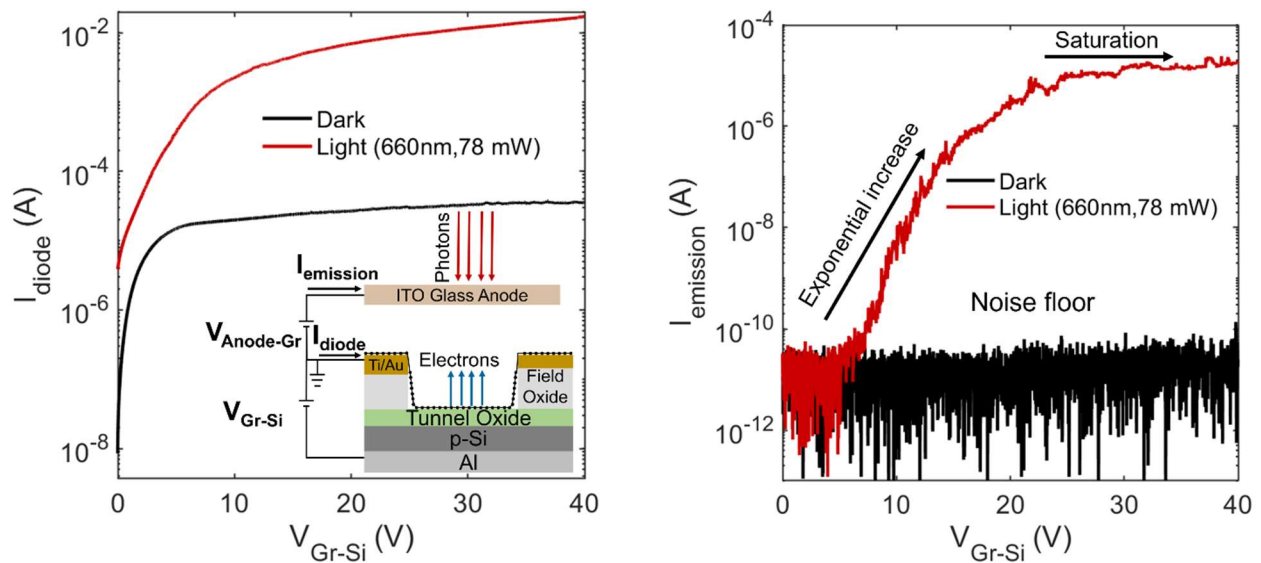 10⁻²
10⁻⁴
10⁻⁶
10⁻⁸
I_diode (A)
Dark
Light (660nm,78 mW)
Photons
I_emission
ITO Glass Anode
V_Anode-Gr
I_diode
Ti/Au
Electrons
Field
Oxide
V_Gr-Si
Tunnel Oxide
p-Si
Al
0 10 20 30 40
V_Gr-Si (V)
10⁻⁴
10⁻⁶
10⁻⁸
10⁻¹⁰
10⁻¹²
I_emission (A)
Saturation
Exponential increase
Dark
Light (660nm,78 mW)
Noise floor
0 10 20 30 40
V_Gr-Si (V)